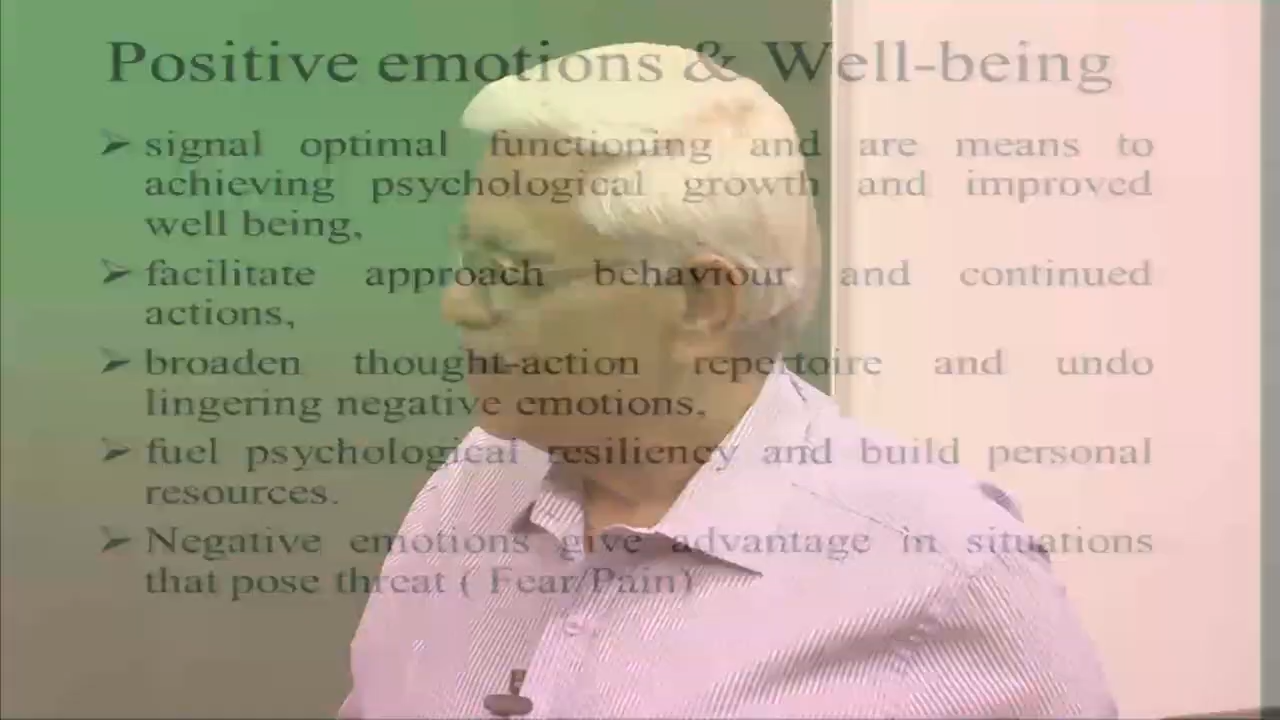 Positive emotions & Well-being
➤ signal optimal functioning and are means to
achieving psychological growth and improved
well being,
➤ facilitate approach behaviour and continued
actions,
➤ broaden thought-action repertoire and undo
lingering negative emotions,
➤ fuel psychological resiliency and build personal
resources.
➤ Negative emotions give advantage in situations
that pose threat ( Fear/Pain)